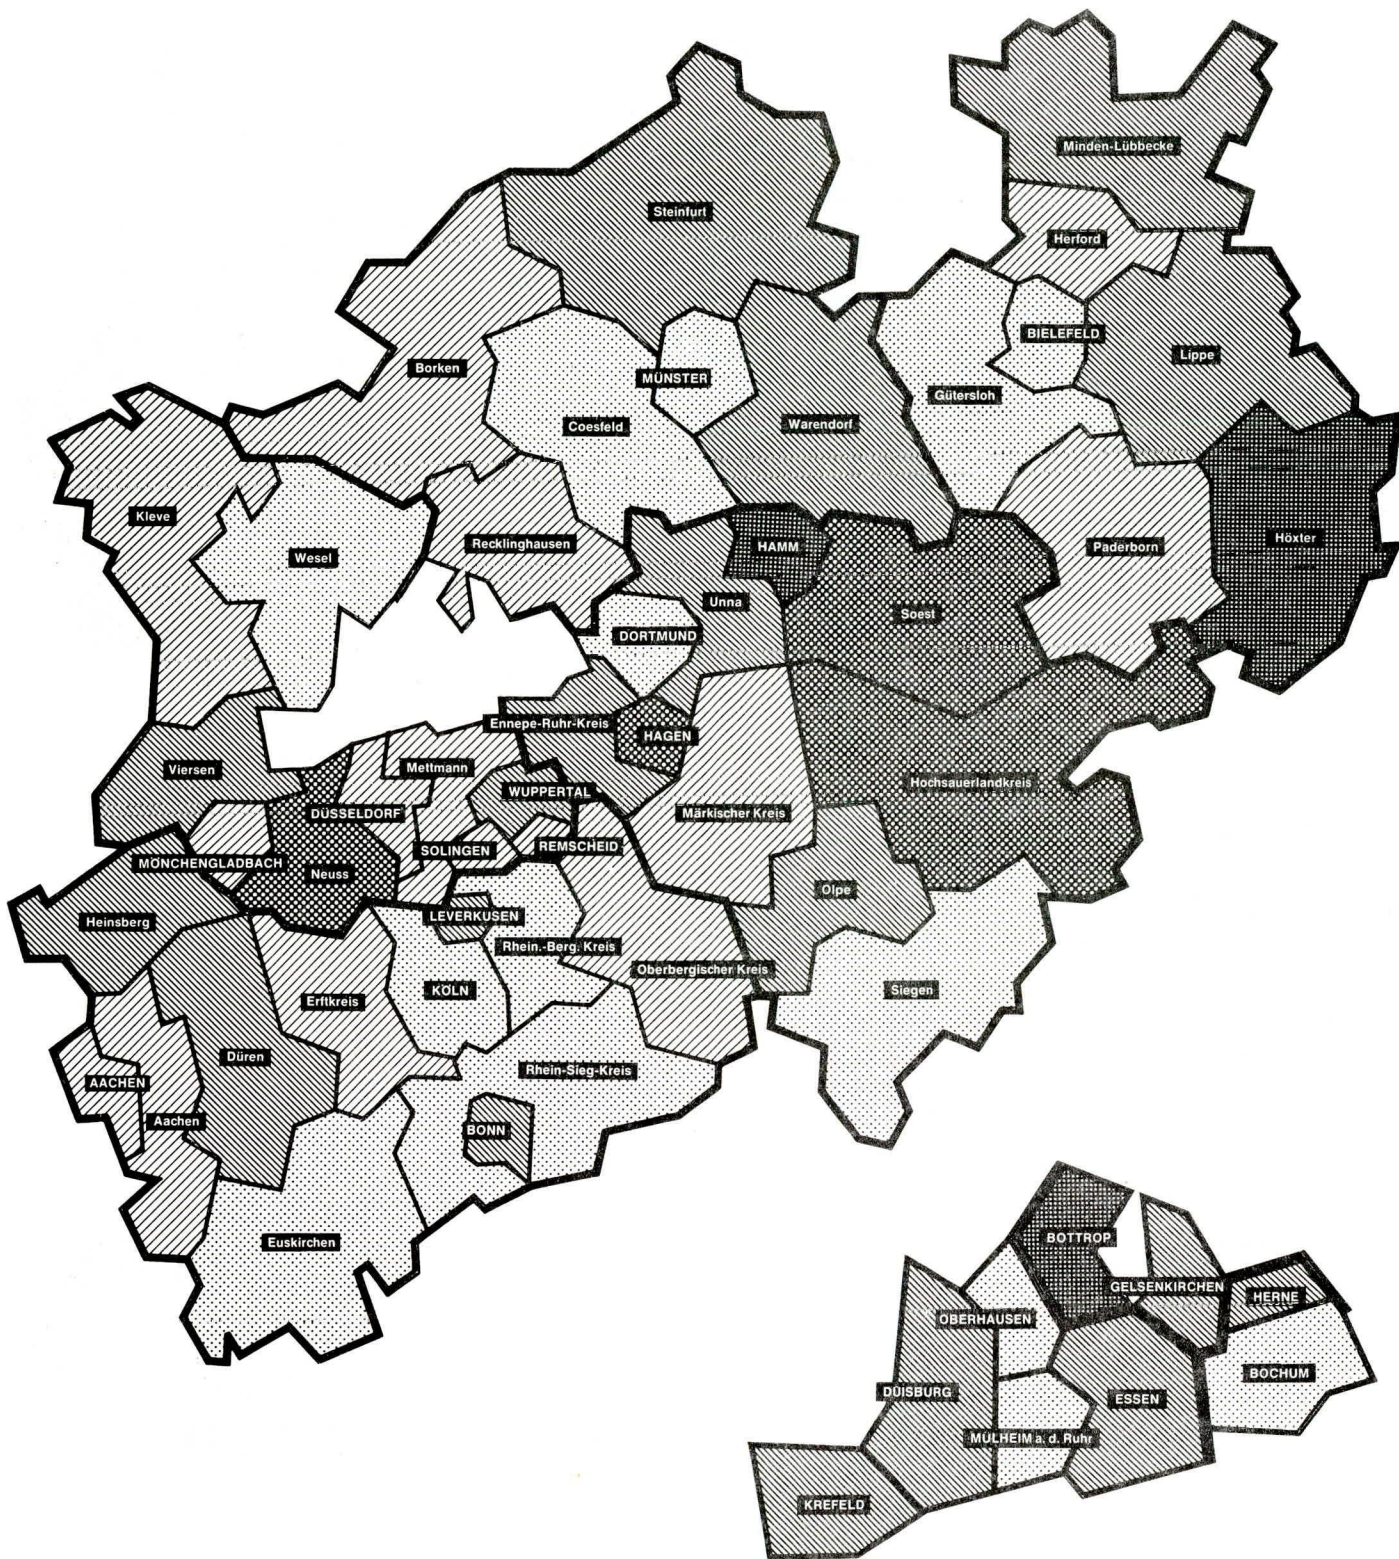 Minden-Lübbecke
Steinfurt
Herford
BIELEFELD
Lippe
Borken
MÜNSTER
Gütersloh
Coesfeld
Warendorf
Kleve
Wesel
Recklinghausen
HAMM
Paderborn
Höxter
Unna
Soest
DORTMUND
Ennepe-Ruhr-Kreis
HAGEN
Viersen
Mettmann
Hochsauerlandkreis
WUPPERTAL
DÜSSELDORF
Märkischer Kreis
SOLINGEN
REMSCHEID
MÖNCHENGLADBACH
Neuss
Olpe
Heinsberg
LEVERKUSEN
Rhein.-Berg. Kreis
Oberbergischer Kreis
KÖLN
Siegen
Erftkreis
Düren
Rhein-Sieg-Kreis
AACHEN
Aachen
BONN
Euskirchen
BOTTROP
GELSENKIRCHEN
HERNE
OBERHAUSEN
BOCHUM
DUISBURG
ESSEN
MÜLHEIM a. d. Ruhr
KREFELD